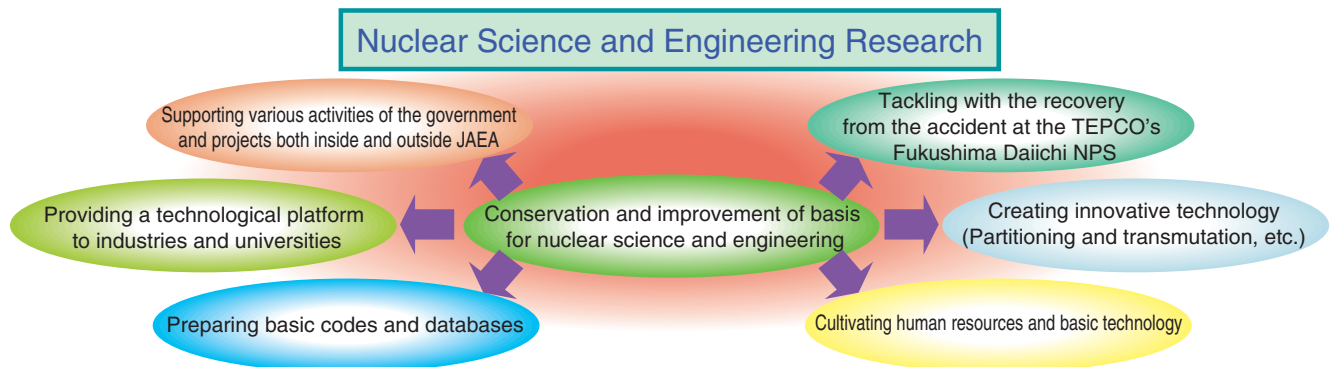 Nuclear Science and Engineering Research
Supporting various activities of the government
and projects both inside and outside JAEA
Tackling with the recovery
from the accident at the TEPCO's
Fukushima Daiichi NPS
Providing a technological platform
to industries and universities
Conservation and improvement of basis
for nuclear science and engineering
Creating innovative technology
(Partitioning and transmutation, etc.)
Preparing basic codes and databases
Cultivating human resources and basic technology